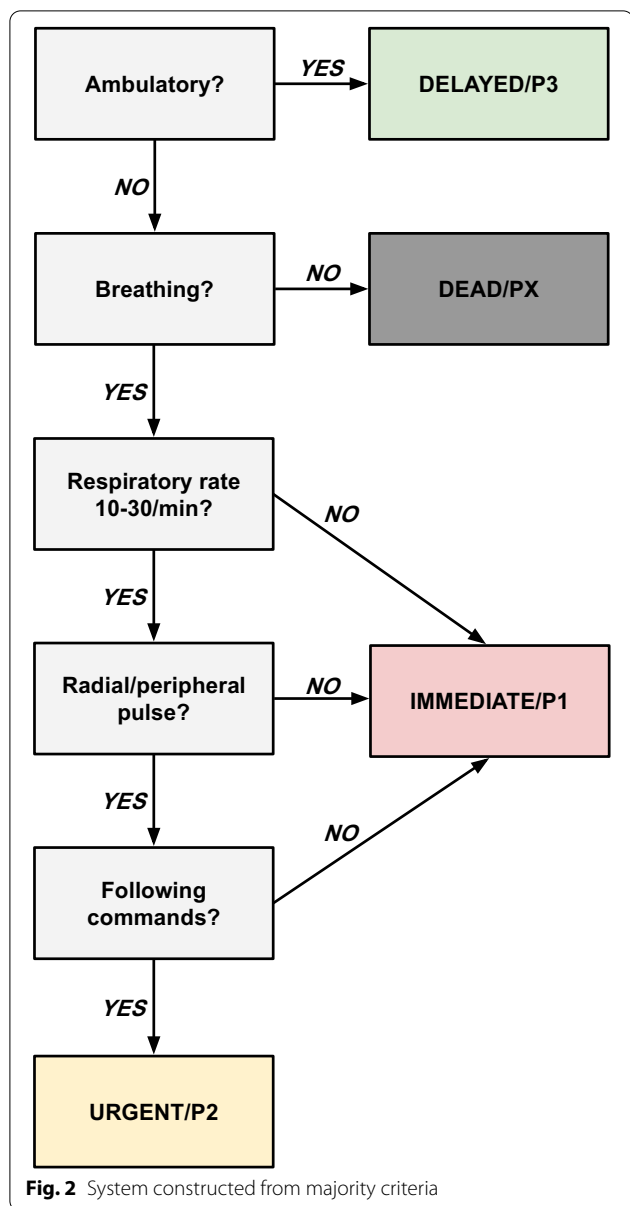 Ambulatory?
YES
DELAYED/P3
NO
Breathing?
NO
DEAD/PX
YES
Respiratory rate
10-30/min?
NO
YES
Radial/peripheral
pulse?
NO
IMMEDIATE/P1
YES
NO
Following
commands?
YES
URGENT/P2
Fig. 2 System constructed from majority criteria